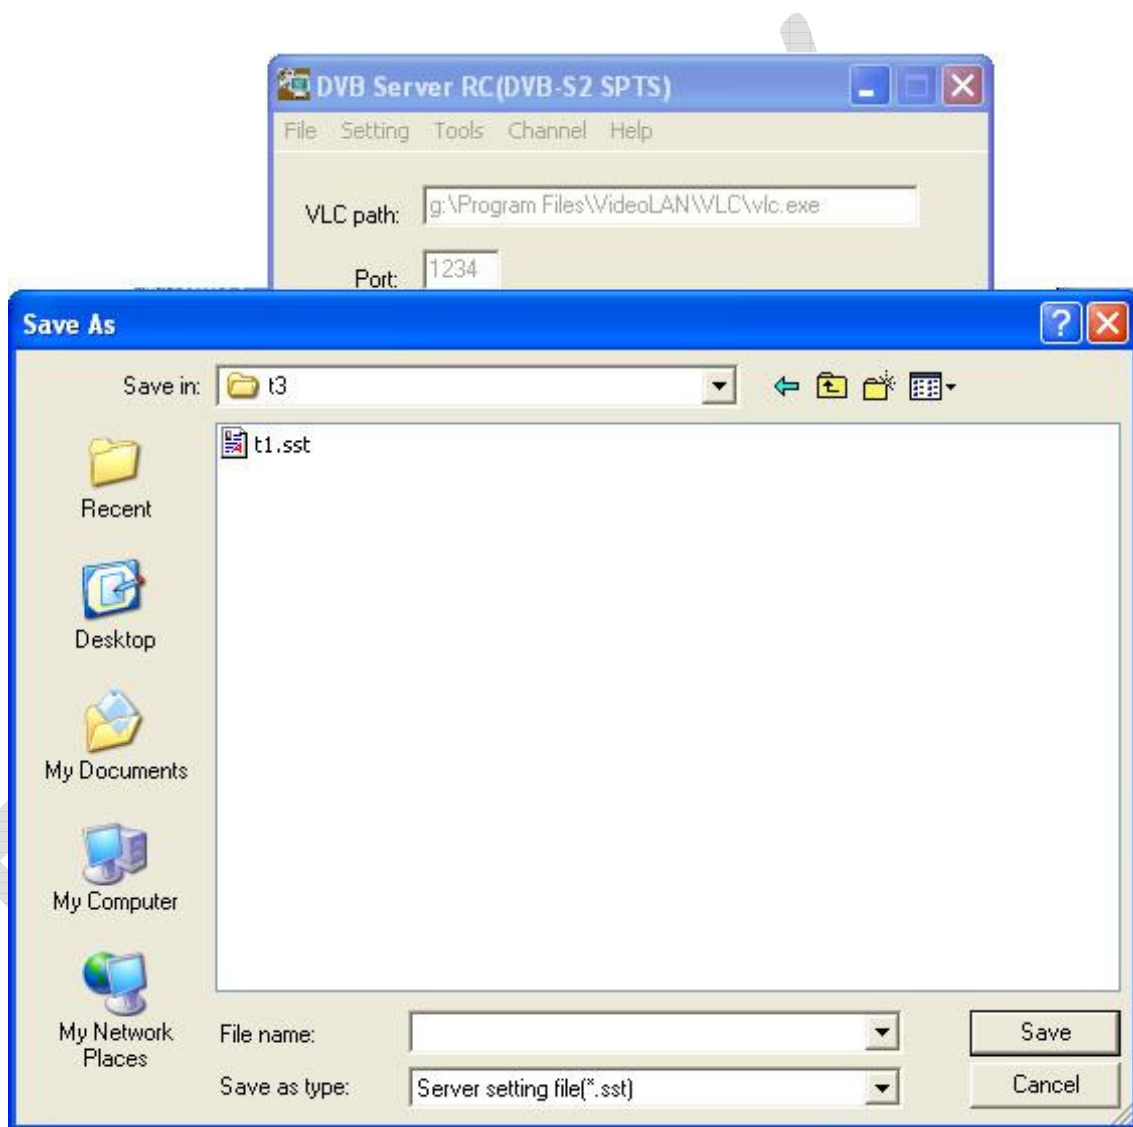 DVB Server RC(DVB-S2 SPTS)
File Setting Tools Channel Help
VLC path: g:\Program Files\VideoLAN\VLC\vlc.exe
Port: 1234
Save As
Save in: t3
t1.sst
Recent
Desktop
My Documents
My Computer
My Network
Places
File name:
Save
Save as type: Server setting file(*.sst)
Cancel